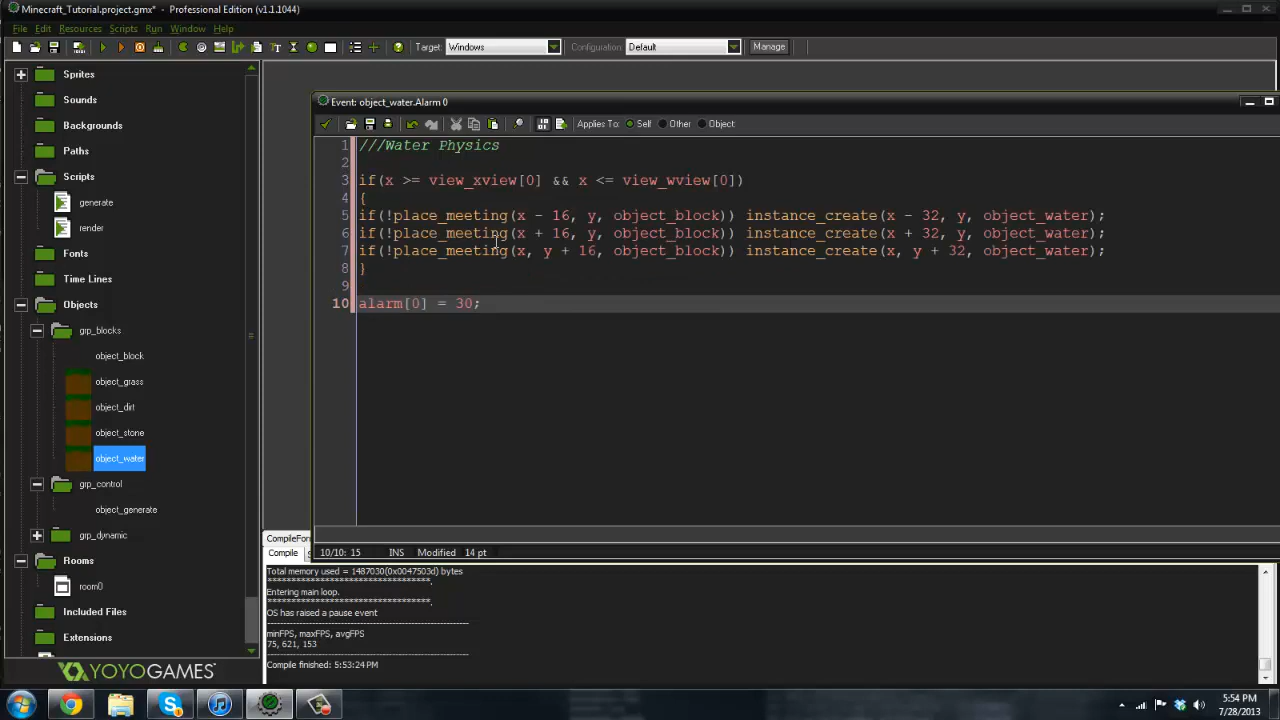 Minecraft_Tutorial.project.gmx* - Professional Edition (v1.1.1044)
File Edit Resources Scripts Run Window Help
Target: Windows Configuration: Default Manage
Sprites
Sounds
Backgrounds
Paths
Scripts
generate
render
Fonts
Time Lines
Objects
grp_blocks
object_block
object_grass
object_dirt
object_stone
object_water
grp_control
object_generate
grp_dynamic
Rooms
room0
Included Files
Extensions
YOYOGAMES
Event: object_water.Alarm 0
Applies To: Self Other Object
1 ///Water Physics
2
3 if(x >= view_xview[0] && x <= view_wview[0])
4 {
5 if(!place_meeting(x - 16, y, object_block)) instance_create(x - 32, y, object_water);
6 if(!place_meeting(x + 16, y, object_block)) instance_create(x + 32, y, object_water);
7 if(!place_meeting(x, y + 16, object_block)) instance_create(x, y + 32, object_water);
8 }
9
10 alarm[0] = 30;
10/10: 15 INS Modified 14 pt
CompileForm
Compile
Total memory used = 1487030(0x0047503d) bytes
**********************************.
Entering main loop.
**********************************.
OS has raised a pause event
--------------------------------------------------
minFPS, maxFPS, avgFPS
75, 621, 153
--------------------------------------------------
Compile finished: 5:53:24 PM
5:54 PM
7/28/2013